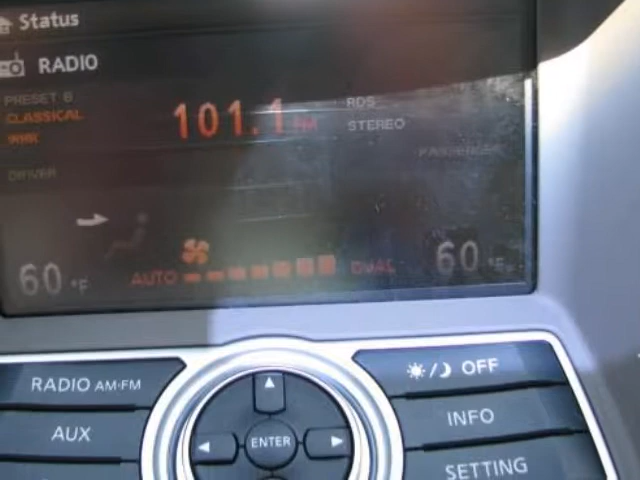 Status
RADIO
PRESET 6
CLASSICAL
101.1 FM
RDS
STEREO
PASSENGER
DRIVER
60 °F
AUTO
DUAL
60 °F
RADIO AM·FM
AUX
ENTER
OFF
INFO
SETTING